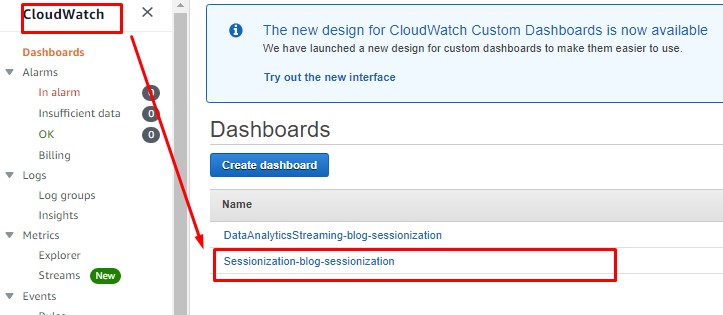 CloudWatch
Dashboards
Alarms
In alarm 0
Insufficient data 0
OK 0
Billing
Logs
Log groups
Insights
Metrics
Explorer
Streams New
Events
Rules
The new design for CloudWatch Custom Dashboards is now available
We have launched a new design for custom dashboards to make them easier to use.
Try out the new interface
Dashboards
Create dashboard
Name
DataAnalyticsStreaming-blog-sessionization
Sessionization-blog-sessionization